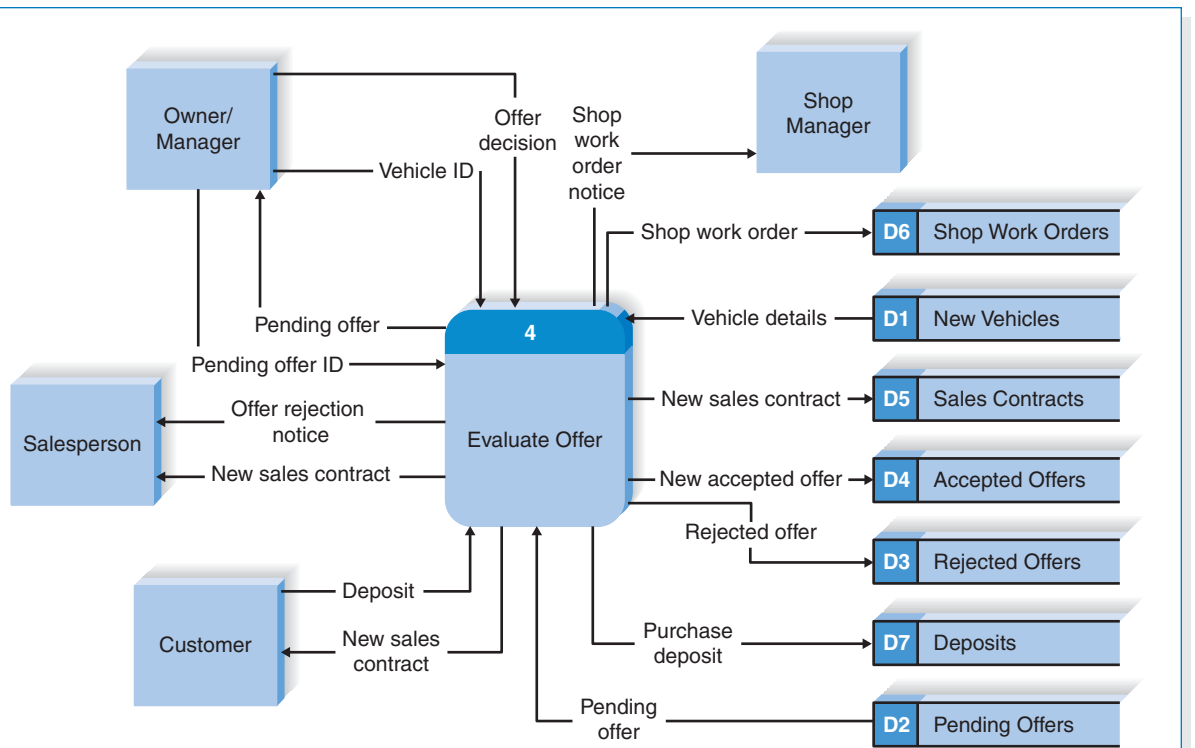 Owner/
Manager
Offer
decision
Shop
work
order
notice
Shop
Manager
Vehicle ID
Shop work order
D6 Shop Work Orders
Pending offer
4
Vehicle details
D1 New Vehicles
Pending offer ID
New sales contract
D5 Sales Contracts
Salesperson
Offer rejection
notice
Evaluate Offer
New sales contract
New accepted offer
D4 Accepted Offers
Rejected offer
D3 Rejected Offers
Customer
Deposit
New sales
contract
Purchase
deposit
D7 Deposits
Pending
offer
D2 Pending Offers